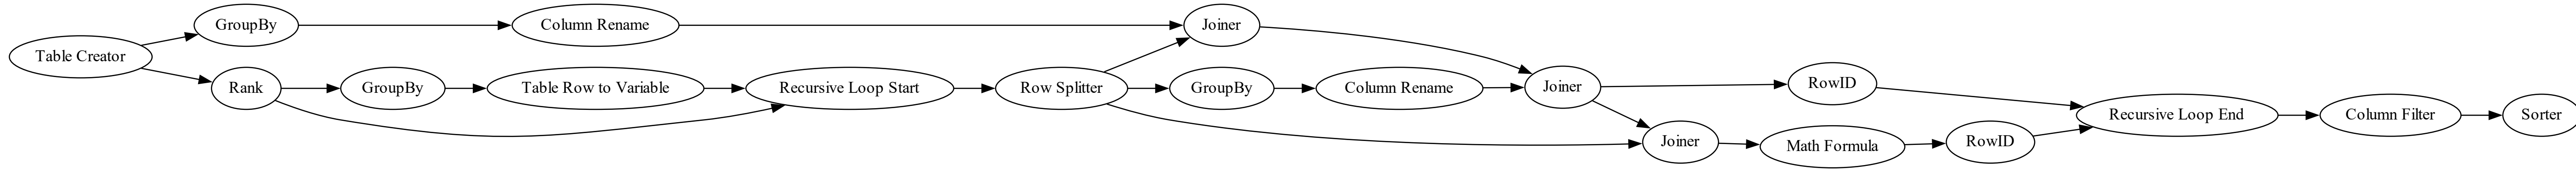 GroupBy
Column Rename
Joiner
Table Creator
Rank
GroupBy
Table Row to Variable
Recursive Loop Start
Row Splitter
GroupBy
Column Rename
Joiner
RowID
Joiner
Math Formula
RowID
Recursive Loop End
Column Filter
Sorter